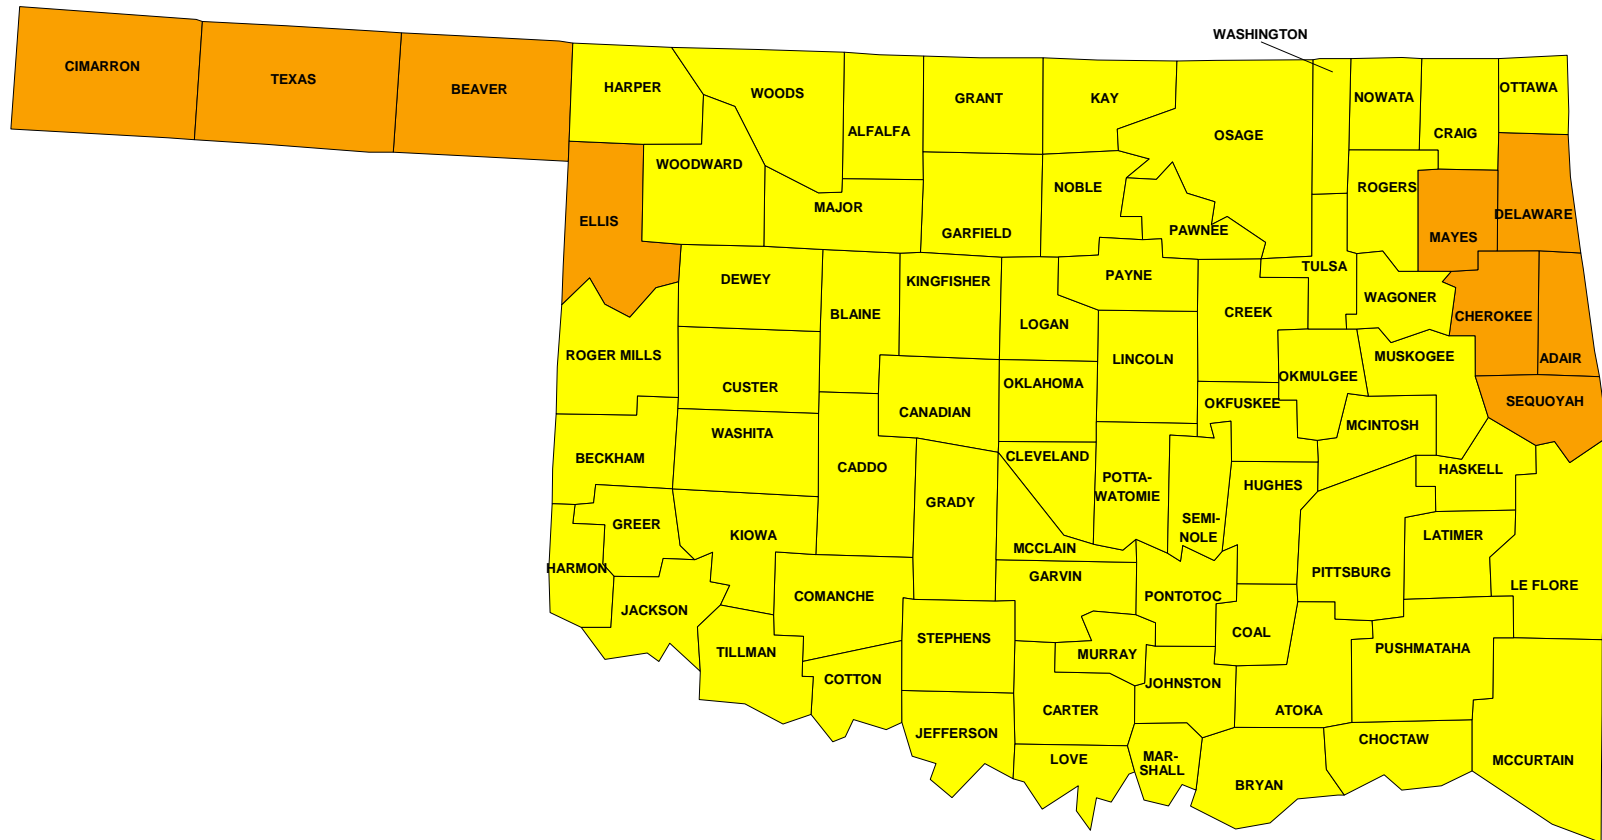 WASHINGTON
CIMARRON
TEXAS
BEAVER
HARPER
WOODS
ALFALFA
GRANT
KAY
OSAGE
NOWATA
CRAIG
OTTAWA
WOODWARD
MAJOR
GARFIELD
NOBLE
PAWNEE
ROGERS
MAYES
DELAWARE
ELLIS
DEWEY
BLAINE
KINGFISHER
LOGAN
PAYNE
CREEK
TULSA
WAGONER
CHEROKEE
ADAIR
ROGER MILLS
CUSTER
CANADIAN
OKLAHOMA
LINCOLN
OKFUSKEE
OKMULGEE
MUSKOGEE
SEQUOYAH
BECKHAM
WASHITA
CADDO
GRADY
CLEVELAND
POTTA-
WATOMIE
SEMI-
NOLE
HUGHES
MCINTOSH
HASKELL
HARMON
GREER
KIOWA
MCCLAIN
GARVIN
PONTOTOC
PITTSBURG
LATIMER
LE FLORE
JACKSON
COMANCHE
STEPHENS
MURRAY
COAL
PUSHMATAHA
TILLMAN
COTTON
JEFFERSON
CARTER
JOHNSTON
ATOKA
CHOCTAW
MCCURTAIN
LOVE
MAR-
SHALL
BRYAN